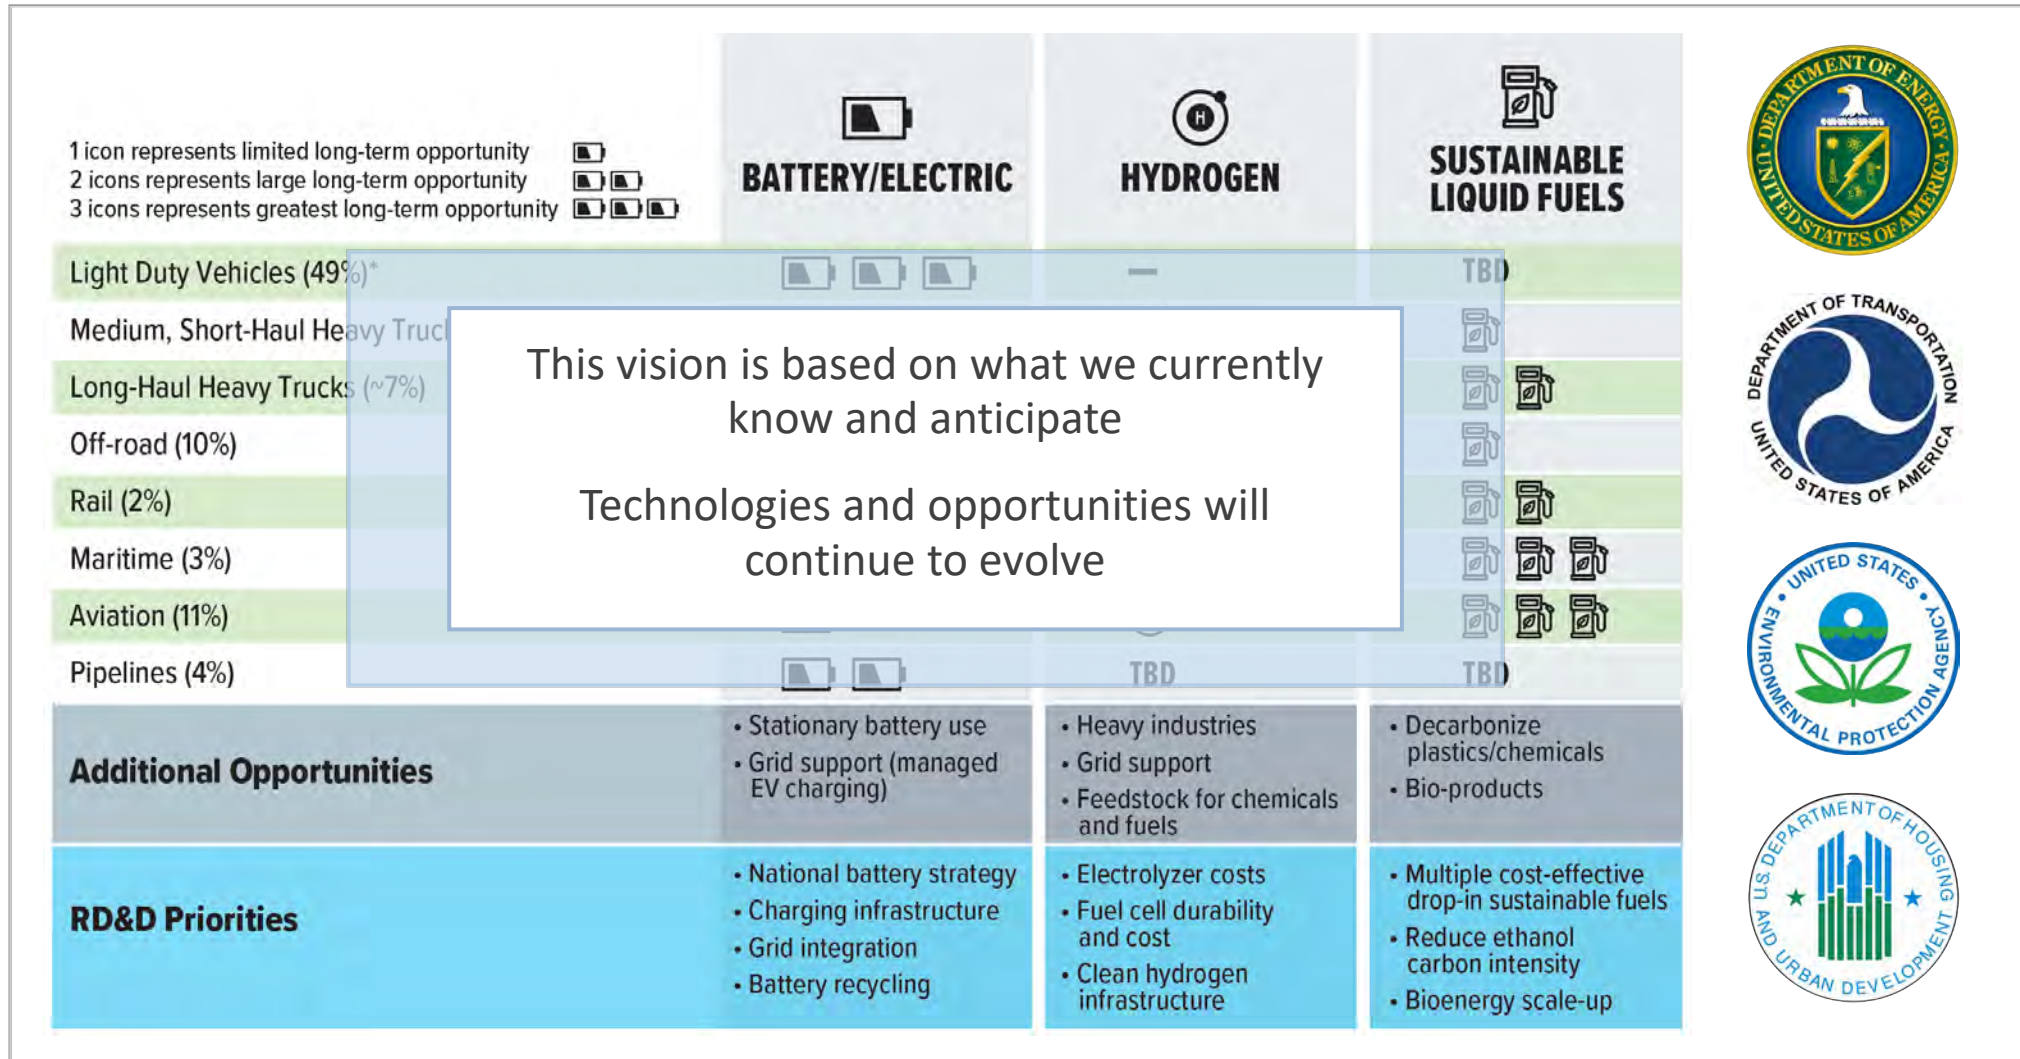 1 icon represents limited long-term opportunity
2 icons represents large long-term opportunity
3 icons represents greatest long-term opportunity
BATTERY/ELECTRIC
H
HYDROGEN
SUSTAINABLE
LIQUID FUELS
Light Duty Vehicles (49%)*
—
TBD
Medium, Short-Haul Heavy
Long-Haul Heavy Trucks (~7%)
Off-road (10%)
Rail (2%)
Maritime (3%)
Aviation (11%)
Pipelines (4%)
TBD
TBD
This vision is based on what we currently
know and anticipate
Technologies and opportunities will
continue to evolve
Additional Opportunities
• Stationary battery use
• Grid support (managed
EV charging)
• Heavy industries
• Grid support
• Feedstock for chemicals
and fuels
• Decarbonize
plastics/chemicals
• Bio-products
RD&D Priorities
• National battery strategy
• Charging infrastructure
• Grid integration
• Battery recycling
• Electrolyzer costs
• Fuel cell durability
and cost
• Clean hydrogen
infrastructure
• Multiple cost-effective
drop-in sustainable fuels
• Reduce ethanol
carbon intensity
• Bioenergy scale-up
DEPARTMENT OF ENERGY
UNITED STATES OF AMERICA
DEPARTMENT OF TRANSPORTATION
UNITED STATES OF AMERICA
UNITED STATES
ENVIRONMENTAL PROTECTION AGENCY
U.S. DEPARTMENT OF HOUSING
AND URBAN DEVELOPMENT